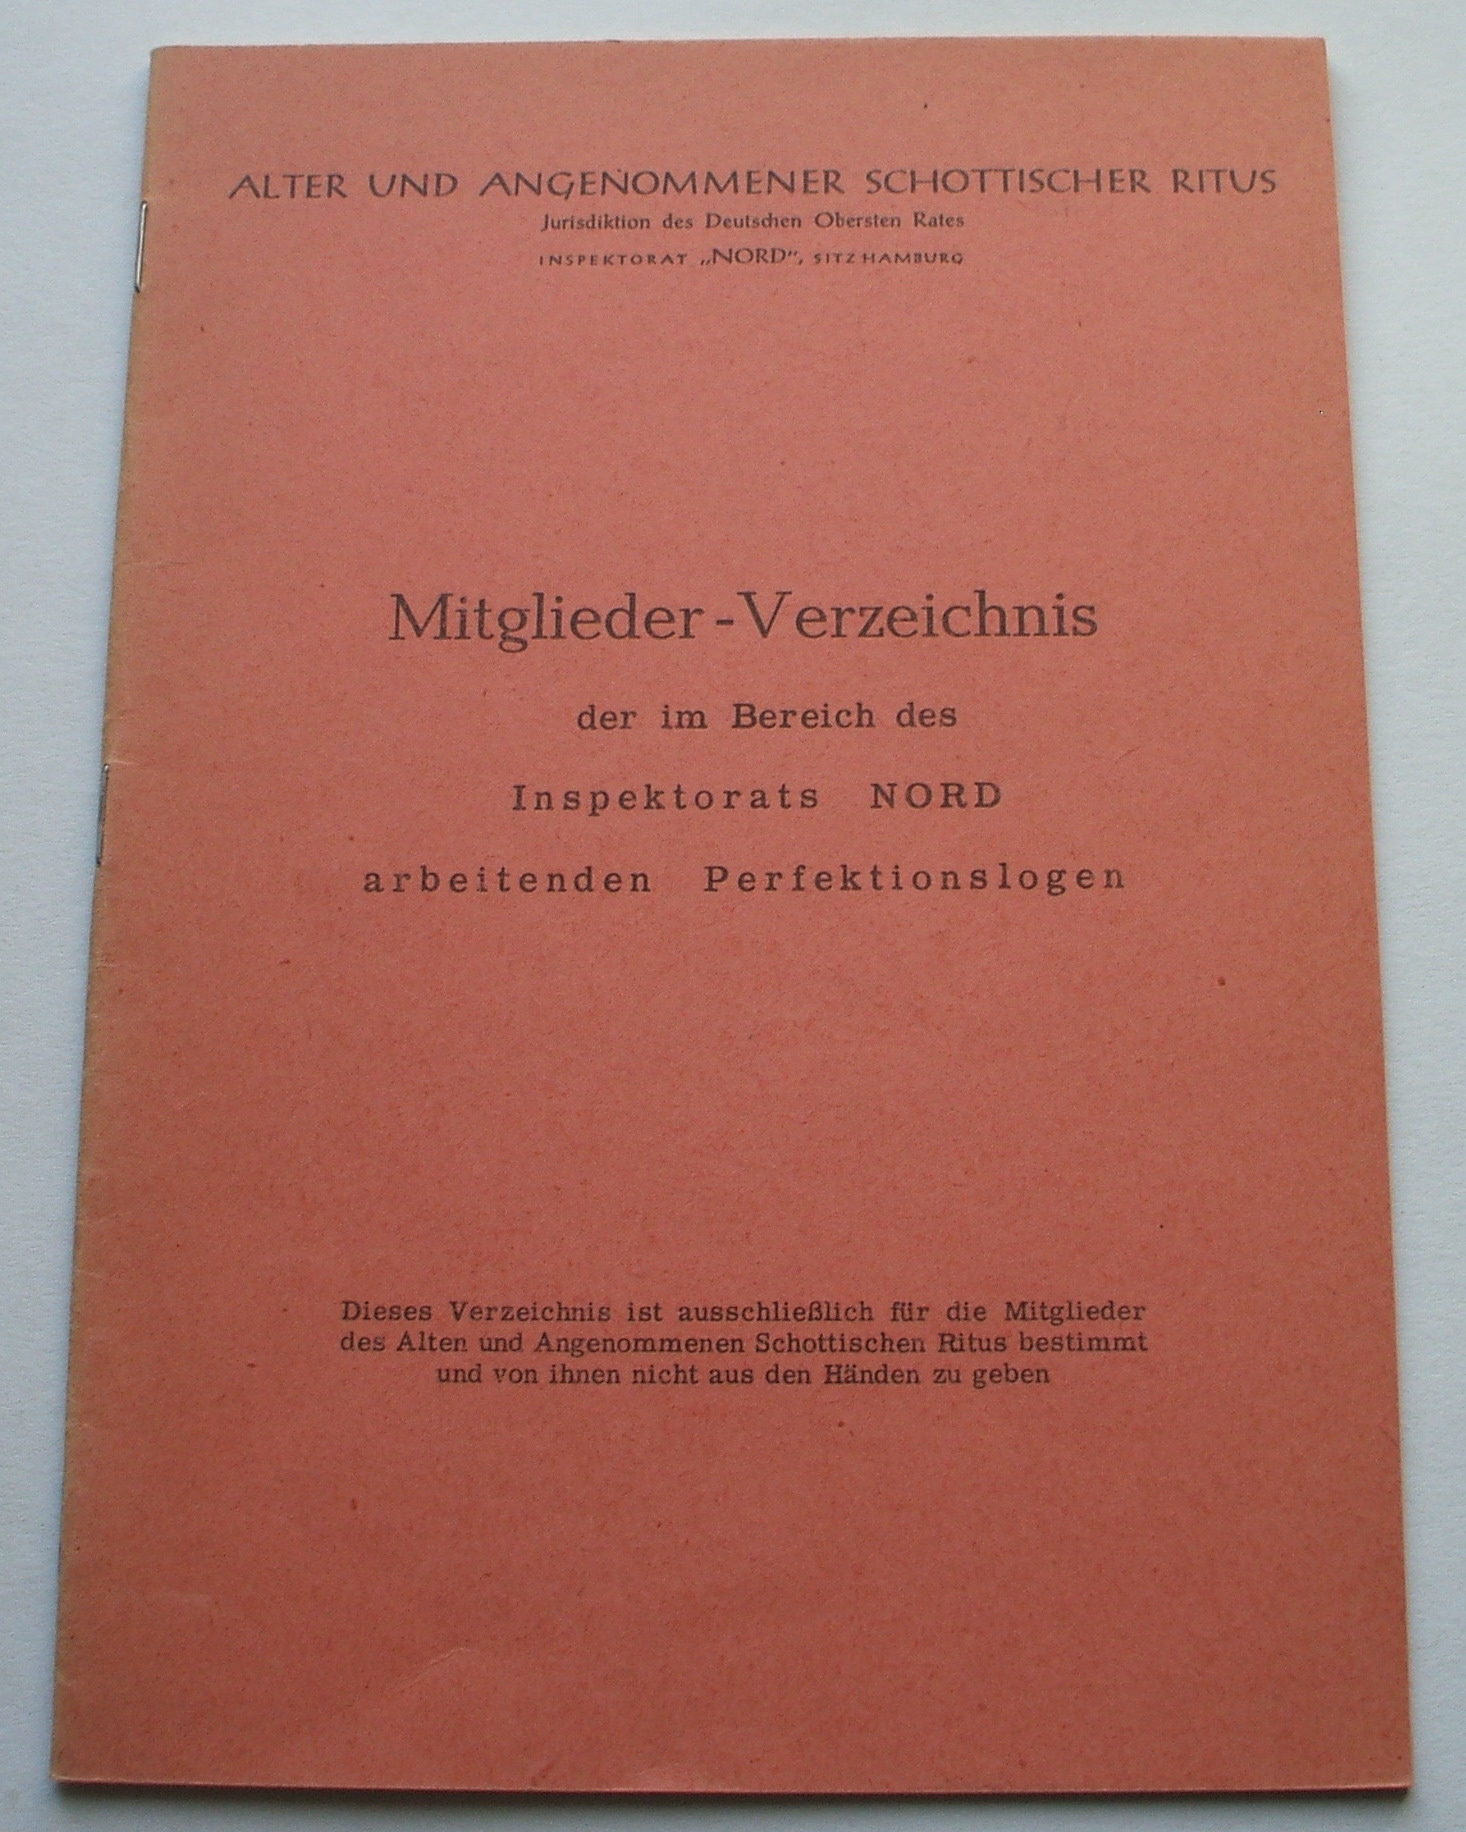 ALTER UND ANGENOMMENER SCHOTTISCHER RITUS
Jurisdiktion des Deutschen Obersten Rates
INSPEKTORAT „NORD”, SITZ HAMBURG
Mitglieder-Verzeichnis
der im Bereich des
Inspektorats NORD
arbeitenden Perfektionslogen
Dieses Verzeichnis ist ausschließlich für die Mitglieder
des Alten und Angenommenen Schottischen Ritus bestimmt
und von ihnen nicht aus den Händen zu geben